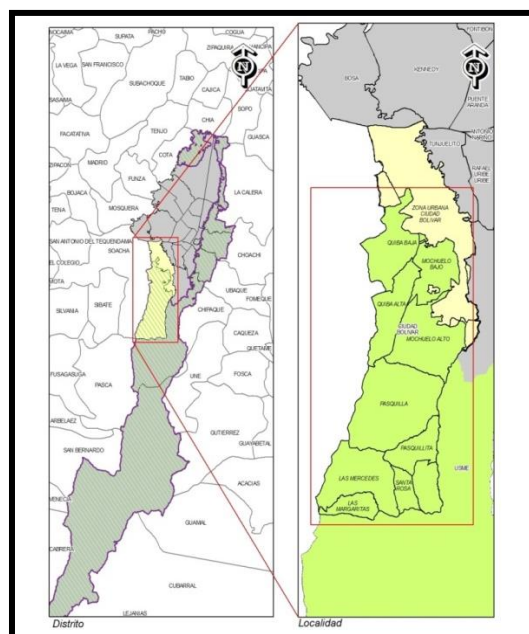 NOCAIMA
SUPATA
PACHO
COGUA
ZIPAQUIRA
LA VEGA
SAN FRANCISCO
SUBACHOQUE
TABIO
CAJICA
SASAIMA
SOPO
TENJO
CHIA
GUASCA
FACATATIVA
COTA
ZIPACON
MADRID
FUNZA
LA CALERA
BOJACA
TENA
MOSQUERA
SAN ANTONIO DEL TEQUENDAMA
SOACHA
CHOACHI
EL COLEGIO
UBAQUE
SIBATE
FOMEQUE
SILVANIA
CHIPAQUE
CAQUEZA
QUETAME
FUSAGASUGA
PASCA
UNE
FOSCA
ARBELAEZ
GUTIERREZ
SAN BERNARDO
GUAYABETAL
ACACIAS
VENECIA
GUAMAL
CABRERA
CUBARRAL
LEJANIAS
Distrito
N
FONTIBON
BOSA
KENNEDY
N
PUENTE
ARANDA
ANTONIO
NARIÑO
TUNJUELITO
RAFAEL
URIBE
URIBE
ZONA URBANA
CIUDAD
BOLIVAR
QUIBA BAJA
MOCHUELO
BAJO
QUIBA ALTA
CIUDAD
BOLIVAR
MOCHUELO ALTO
PASQUILLA
PASQUILLITA
USME
LAS MERCEDES
SANTA
ROSA
LAS
MARGARITAS
Localidad